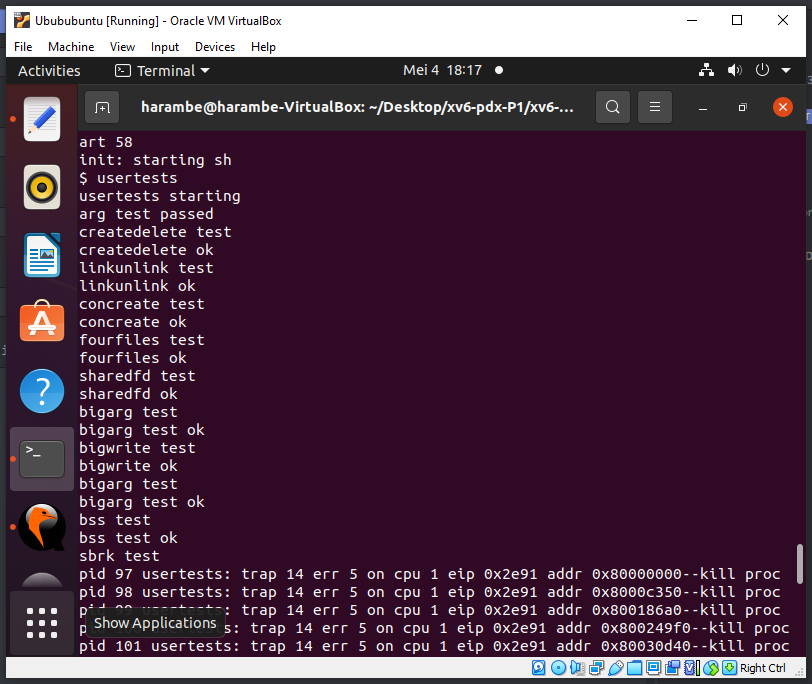 Ubububuntu [Running] - Oracle VM VirtualBox
File Machine View Input Devices Help
Activities Terminal Mei 4 18:17
harambe@harambe-VirtualBox: ~/Desktop/xv6-pdx-P1/xv6-...
art 58
init: starting sh
$ usertests
usertests starting
arg test passed
createdelete test
createdelete ok
linkunlink test
linkunlink ok
concreate test
concreate ok
fourfiles test
fourfiles ok
sharedfd test
sharedfd ok
bigarg test
bigarg test ok
bigwrite test
bigwrite ok
bigarg test
bigarg test ok
bss test
bss test ok
sbrk test
pid 97 usertests: trap 14 err 5 on cpu 1 eip 0x2e91 addr 0x80000000--kill proc
pid 98 usertests: trap 14 err 5 on cpu 1 eip 0x2e91 addr 0x8000c350--kill proc
pid 99 usertests: trap 14 err 5 on cpu 1 eip 0x2e91 addr 0x800186a0--kill proc
s: trap 14 err 5 on cpu 1 eip 0x2e91 addr 0x800249f0--kill proc
Show Applications
pid 101 usertests: trap 14 err 5 on cpu 1 eip 0x2e91 addr 0x80030d40--kill proc
Right Ctrl